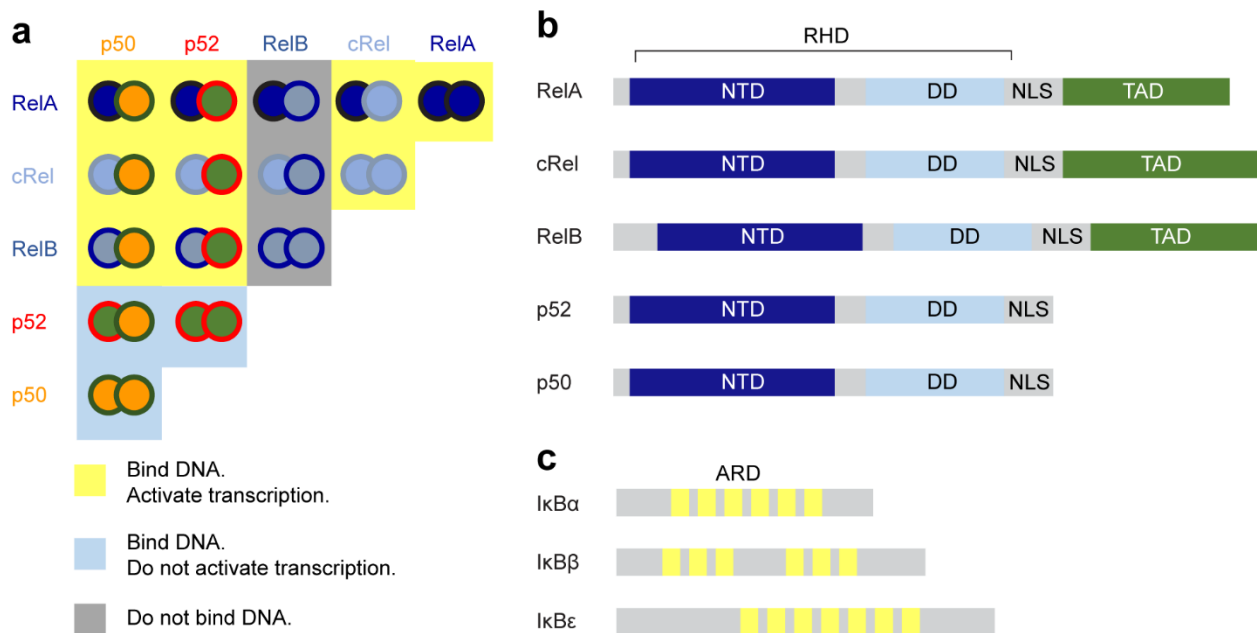 a
p50 p52 RelB cRel RelA
RelA
cRel
RelB
p52
p50
Bind DNA.
Activate transcription.
Bind DNA.
Do not activate transcription.
Do not bind DNA.
b
RHD
RelA NTD DD NLS TAD
cRel NTD DD NLS TAD
RelB NTD DD NLS TAD
p52 NTD DD NLS
p50 NTD DD NLS
c
ARD
IκBα
IκBβ
IκBε